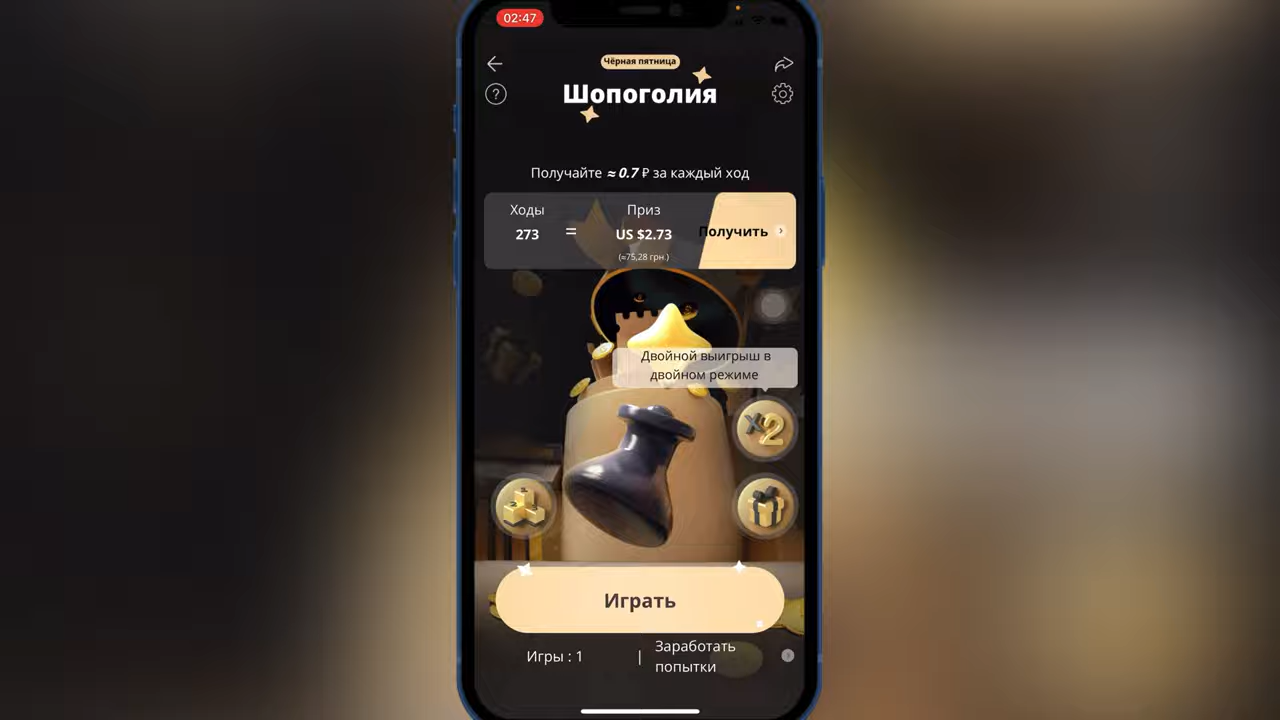 02:47
Чёрная пятница
Шопоголия
Получайте ≈0.7 ₽ за каждый ход
Ходы
273
=
Приз
US $2.73
(≈75,28 грн.)
Получить
Двойной выигрыш в
двойном режиме
x2
Играть
Игры : 1
|
Заработать
попытки